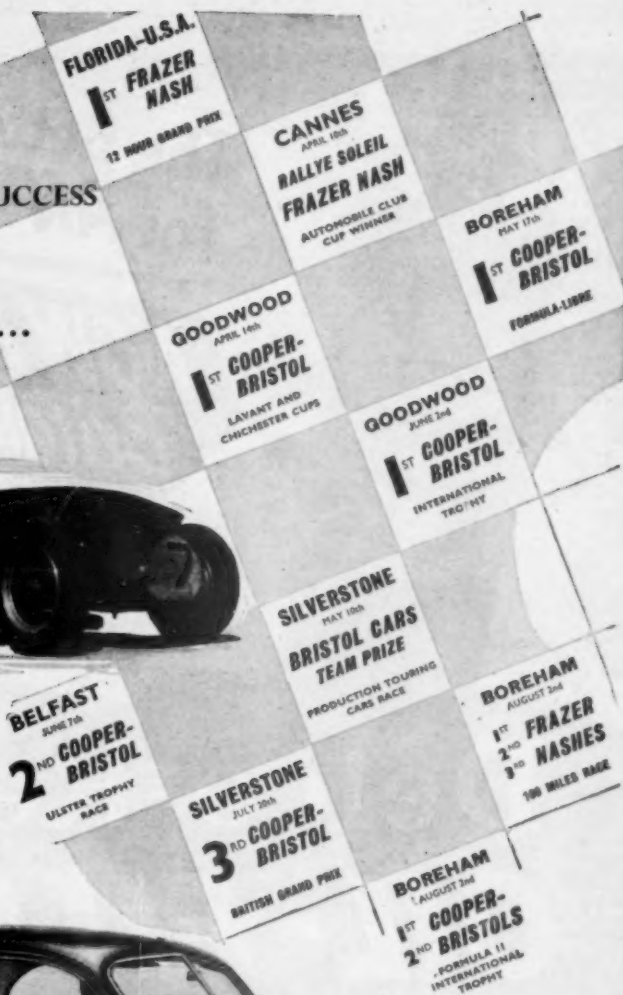 FLORIDA–U.S.A.
1ST FRAZER
NASH
12 HOUR GRAND PRIX
CANNES
APRIL 10th
RALLYE SOLEIL
FRAZER NASH
AUTOMOBILE CLUB
CUP WINNER
BOREHAM
MAY 17th
1ST COOPER-
BRISTOL
FORMULA-LIBRE
UCCESS
...
GOODWOOD
APRIL 14th
1ST COOPER-
BRISTOL
LAVANT AND
CHICHESTER CUPS
GOODWOOD
JUNE 2nd
1ST COOPER-
BRISTOL
INTERNATIONAL
TROPHY
SILVERSTONE
MAY 10th
BRISTOL CARS
TEAM PRIZE
PRODUCTION TOURING
CARS RACE
BOREHAM
AUGUST 2nd
1ST
2ND FRAZER
3RD NASHES
100 MILES RACE
BELFAST
JUNE 7th
2ND COOPER-
BRISTOL
ULSTER TROPHY
RACE
SILVERSTONE
JULY 20th
3RD COOPER-
BRISTOL
BRITISH GRAND PRIX
BOREHAM
AUGUST 2nd
1ST COOPER-
2ND BRISTOLS
FORMULA II
INTERNATIONAL
TROPHY